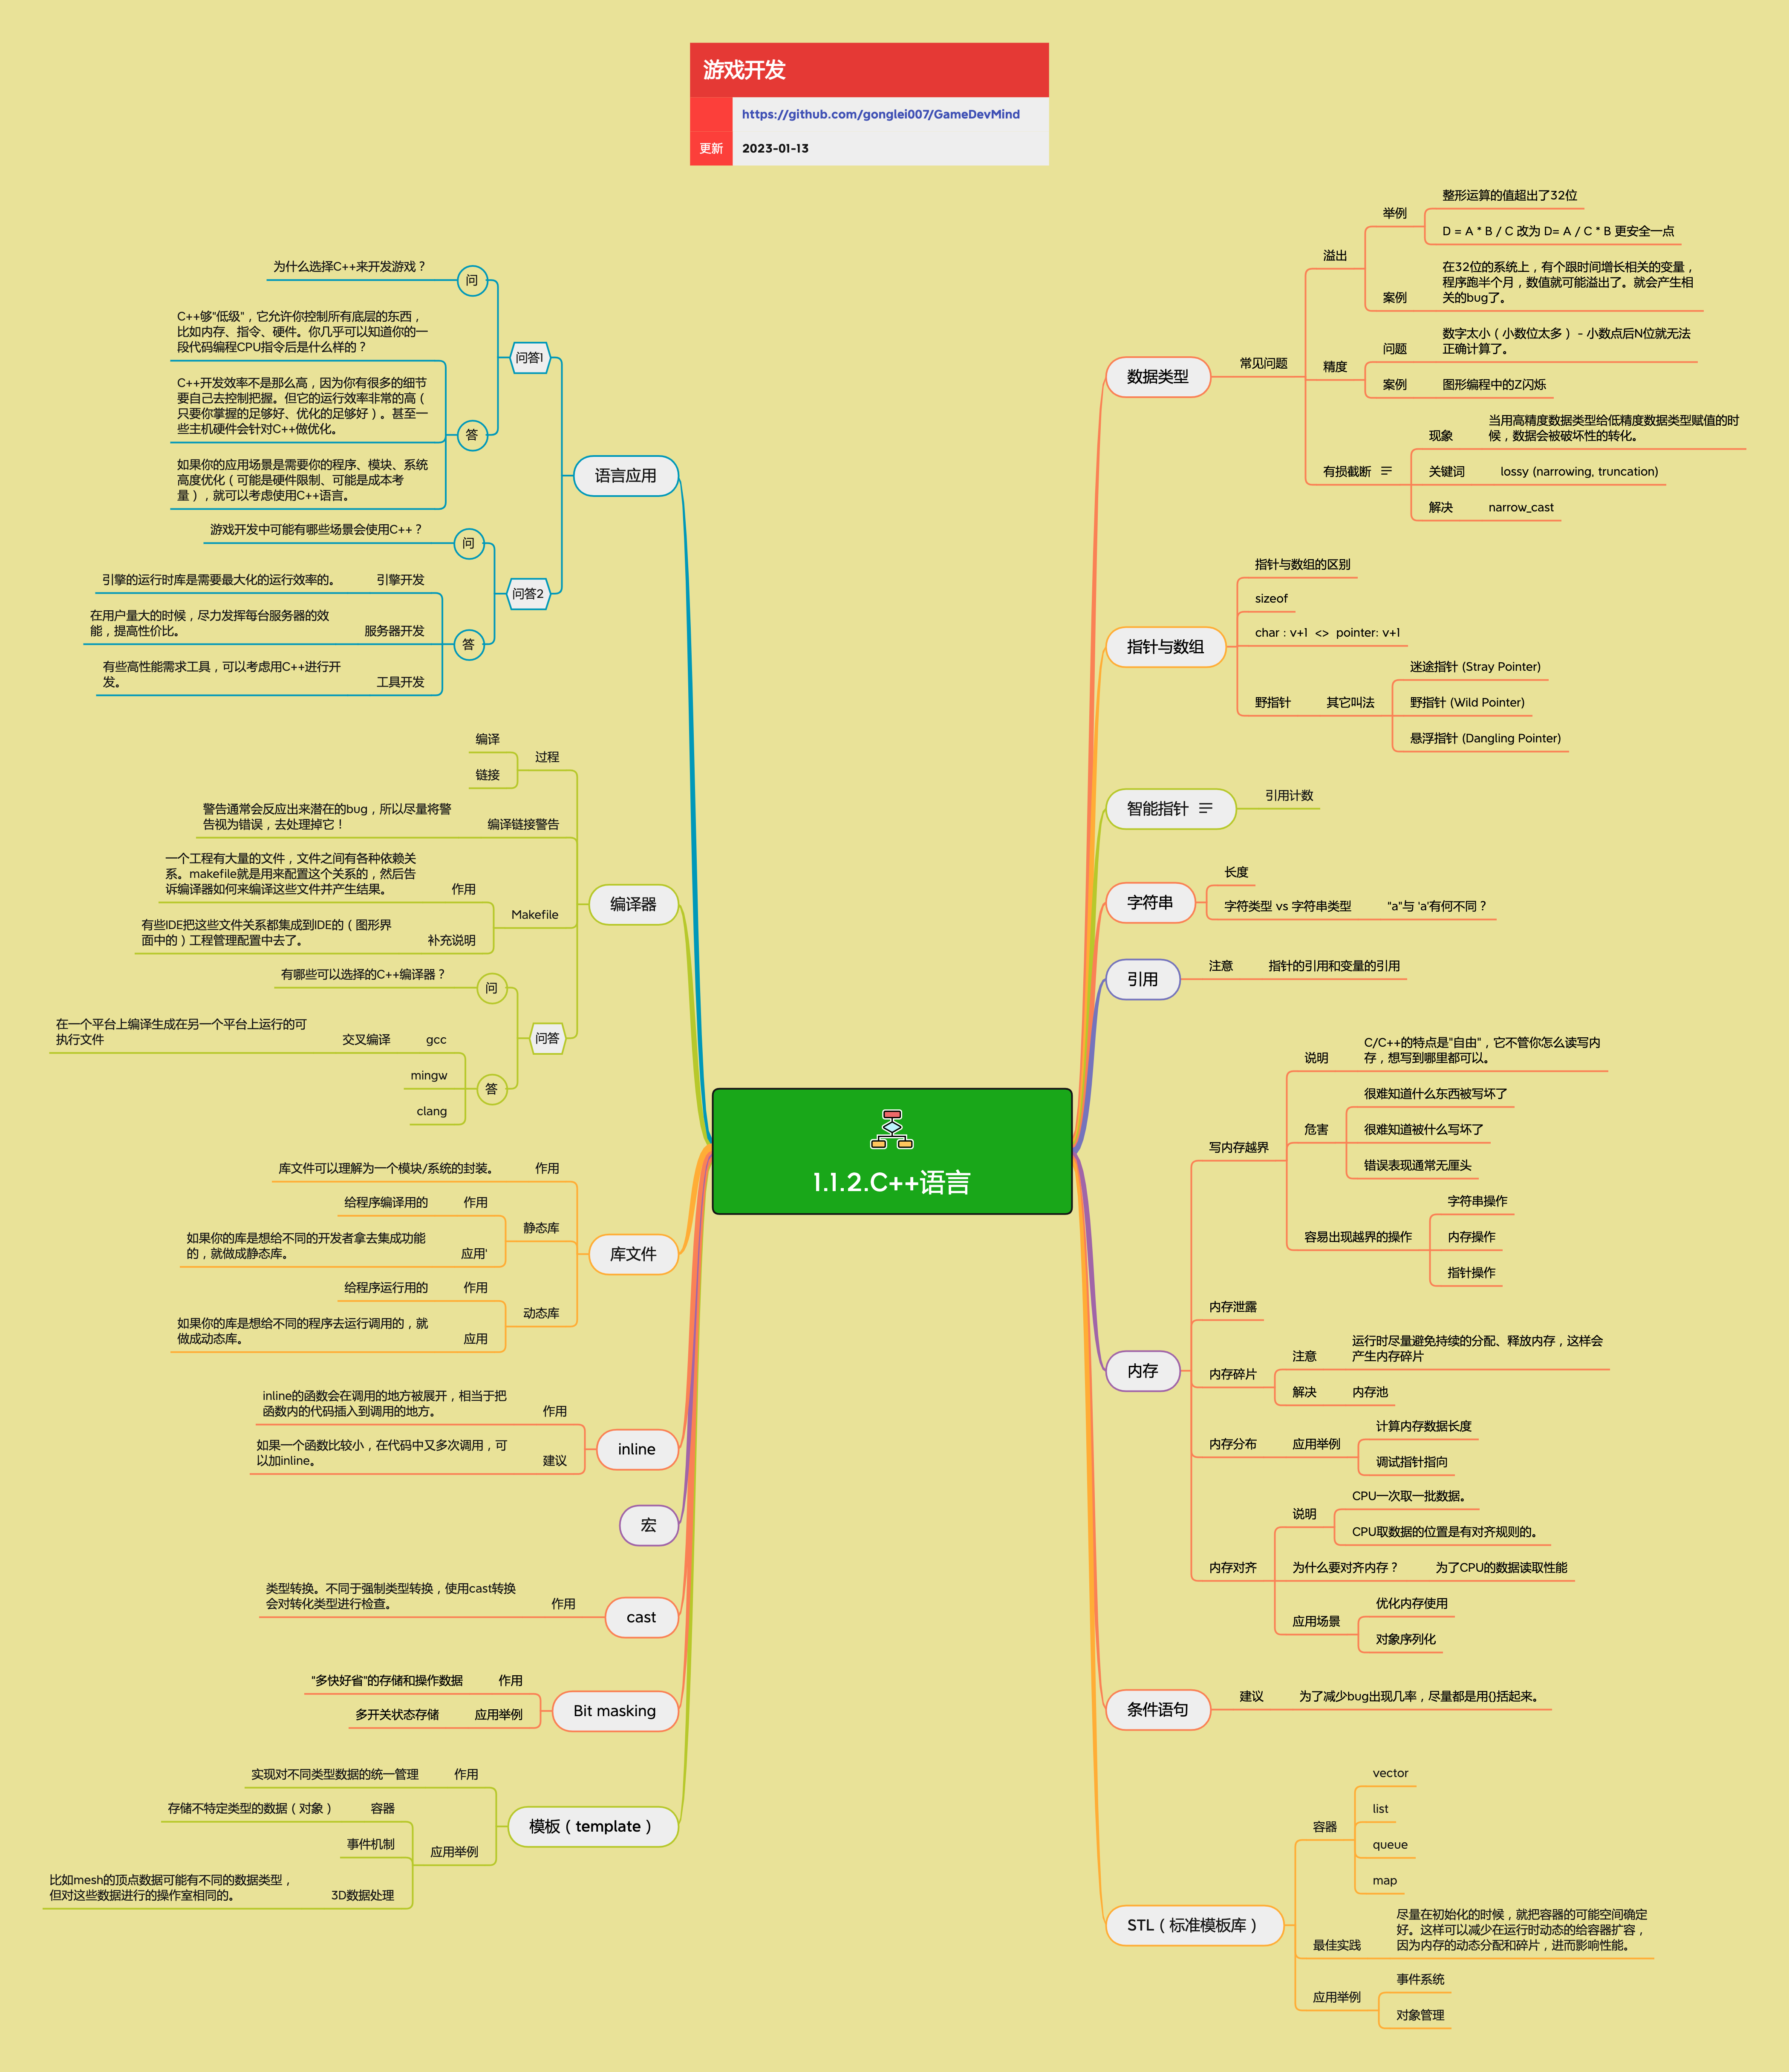 游戏开发
https://github.com/gonglei007/GameDevMind
更新
2023-01-13
1.1.2.C++语言
语言应用
问答1
问
为什么选择C++来开发游戏？
答
C++够"低级"，它允许你控制所有底层的东西，
比如内存、指令、硬件。你几乎可以知道你的一
段代码编程CPU指令后是什么样的？
C++开发效率不是那么高，因为你有很多的细节
要自己去控制把握。但它的运行效率非常的高（
只要你掌握的足够好、优化的足够好）。甚至一
些主机硬件会针对C++做优化。
如果你的应用场景是需要你的程序、模块、系统
高度优化（可能是硬件限制、可能是成本考
量），就可以考虑使用C++语言。
问答2
问
游戏开发中可能有哪些场景会使用C++？
答
引擎开发
引擎的运行时库是需要最大化的运行效率的。
服务器开发
在用户量大的时候，尽力发挥每台服务器的效
能，提高性价比。
工具开发
有些高性能需求工具，可以考虑用C++进行开
发。
编译器
过程
编译
链接
编译链接警告
警告通常会反应出来潜在的bug，所以尽量将警
告视为错误，去处理掉它！
Makefile
作用
一个工程有大量的文件，文件之间有各种依赖关
系。makefile就是用来配置这个关系的，然后告
诉编译器如何来编译这些文件并产生结果。
补充说明
有些IDE把这些文件关系都集成到IDE的（图形界
面中的）工程管理配置中去了。
问答
问
有哪些可以选择的C++编译器？
答
gcc
交叉编译
在一个平台上编译生成在另一个平台上运行的可
执行文件
mingw
clang
库文件
作用
库文件可以理解为一个模块/系统的封装。
静态库
作用
给程序编译用的
应用'
如果你的库是想给不同的开发者拿去集成功能
的，就做成静态库。
动态库
作用
给程序运行用的
应用
如果你的库是想给不同的程序去运行调用的，就
做成动态库。
inline
作用
inline的函数会在调用的地方被展开，相当于把
函数内的代码插入到调用的地方。
建议
如果一个函数比较小，在代码中又多次调用，可
以加inline。
宏
cast
作用
类型转换。不同于强制类型转换，使用cast转换
会对转化类型进行检查。
Bit masking
作用
"多快好省"的存储和操作数据
应用举例
多开关状态存储
模板（template）
作用
实现对不同类型数据的统一管理
应用举例
容器
存储不特定类型的数据（对象）
事件机制
3D数据处理
比如mesh的顶点数据可能有不同的数据类型，
但对这些数据进行的操作室相同的。
数据类型
常见问题
溢出
举例
整形运算的值超出了32位
D = A * B / C 改为 D= A / C * B 更安全一点
案例
在32位的系统上，有个跟时间增长相关的变量，
程序跑半个月，数值就可能溢出了。就会产生相
关的bug了。
精度
问题
数字太小（小数位太多） - 小数点后N位就无法
正确计算了。
案例
图形编程中的Z闪烁
有损截断
现象
当用高精度数据类型给低精度数据类型赋值的时
候，数据会被破坏性的转化。
关键词
lossy (narrowing, truncation)
解决
narrow_cast
指针与数组
指针与数组的区别
sizeof
char : v+1 <> pointer: v+1
野指针
其它叫法
迷途指针 (Stray Pointer)
野指针 (Wild Pointer)
悬浮指针 (Dangling Pointer)
智能指针
引用计数
字符串
长度
字符类型 vs 字符串类型
"a"与 'a'有何不同？
引用
注意
指针的引用和变量的引用
内存
写内存越界
说明
C/C++的特点是"自由"，它不管你怎么读写内
存，想写到哪里都可以。
危害
很难知道什么东西被写坏了
很难知道被什么写坏了
错误表现通常无厘头
容易出现越界的操作
字符串操作
内存操作
指针操作
内存泄露
内存碎片
注意
运行时尽量避免持续的分配、释放内存，这样会
产生内存碎片
解决
内存池
内存分布
应用举例
计算内存数据长度
调试指针指向
内存对齐
说明
CPU一次取一批数据。
CPU取数据的位置是有对齐规则的。
为什么要对齐内存？
为了CPU的数据读取性能
应用场景
优化内存使用
对象序列化
条件语句
建议
为了减少bug出现几率，尽量都是用{}括起来。
STL（标准模板库）
容器
vector
list
queue
map
最佳实践
尽量在初始化的时候，就把容器的可能空间确定
好。这样可以减少在运行时动态的给容器扩容，
因为内存的动态分配和碎片，进而影响性能。
应用举例
事件系统
对象管理